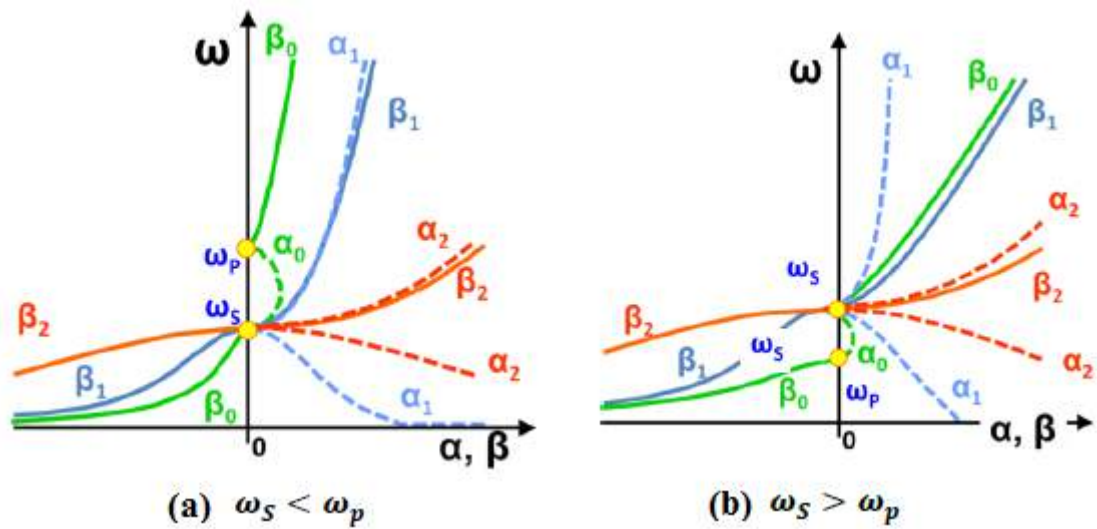 ω
β₀
α₁
β₁
ωₚ
α₀
α₂
ωₛ
β₂
β₂
β₁
α₂
β₀
α₁
0
α, β
(a) ωₛ < ωₚ
ω
α₁
β₀
β₁
α₂
ωₛ
β₂
β₂
ωₛ
α₀
α₂
β₁
β₀
ωₚ
α₁
0
α, β
(b) ωₛ > ωₚ